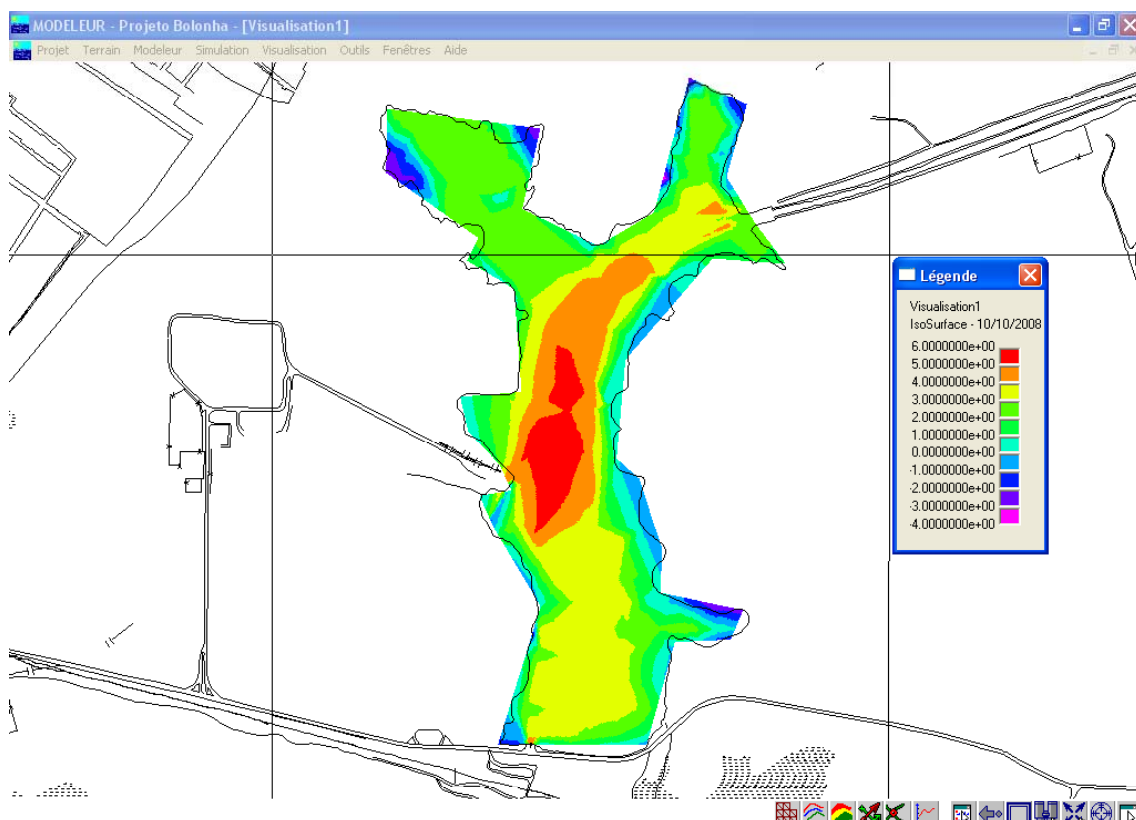 MODELEUR - Projeto Bolonha - [Visualisation1]
Projet Terrain Modeleur Simulation Visualisation Outils Fenêtres Aide
Légende
Visualisation1
IsoSurface - 10/10/2008
6.0000000e+00
5.0000000e+00
4.0000000e+00
3.0000000e+00
2.0000000e+00
1.0000000e+00
0.0000000e+00
-1.0000000e+00
-2.0000000e+00
-3.0000000e+00
-4.0000000e+00